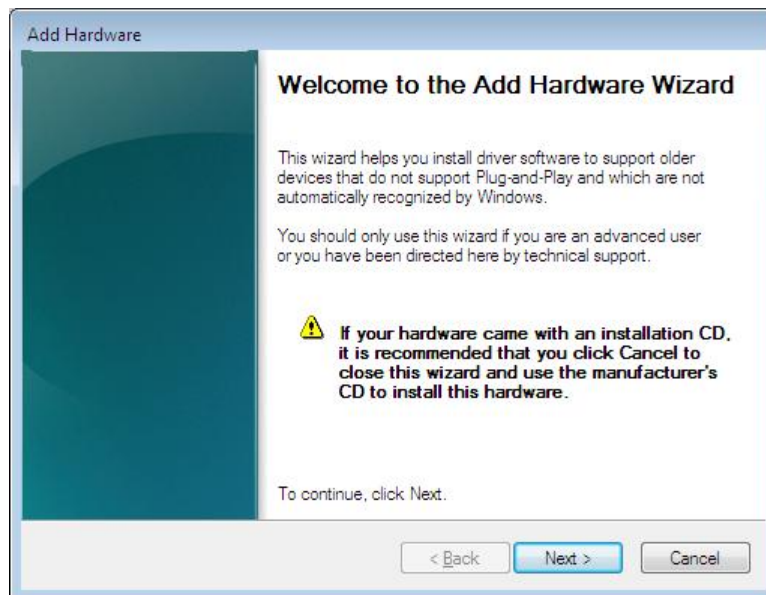 Add Hardware
Welcome to the Add Hardware Wizard
This wizard helps you install driver software to support older
devices that do not support Plug-and-Play and which are not
automatically recognized by Windows.
You should only use this wizard if you are an advanced user
or you have been directed here by technical support.
If your hardware came with an installation CD,
it is recommended that you click Cancel to
close this wizard and use the manufacturer's
CD to install this hardware.
To continue, click Next.
< Back Next > Cancel